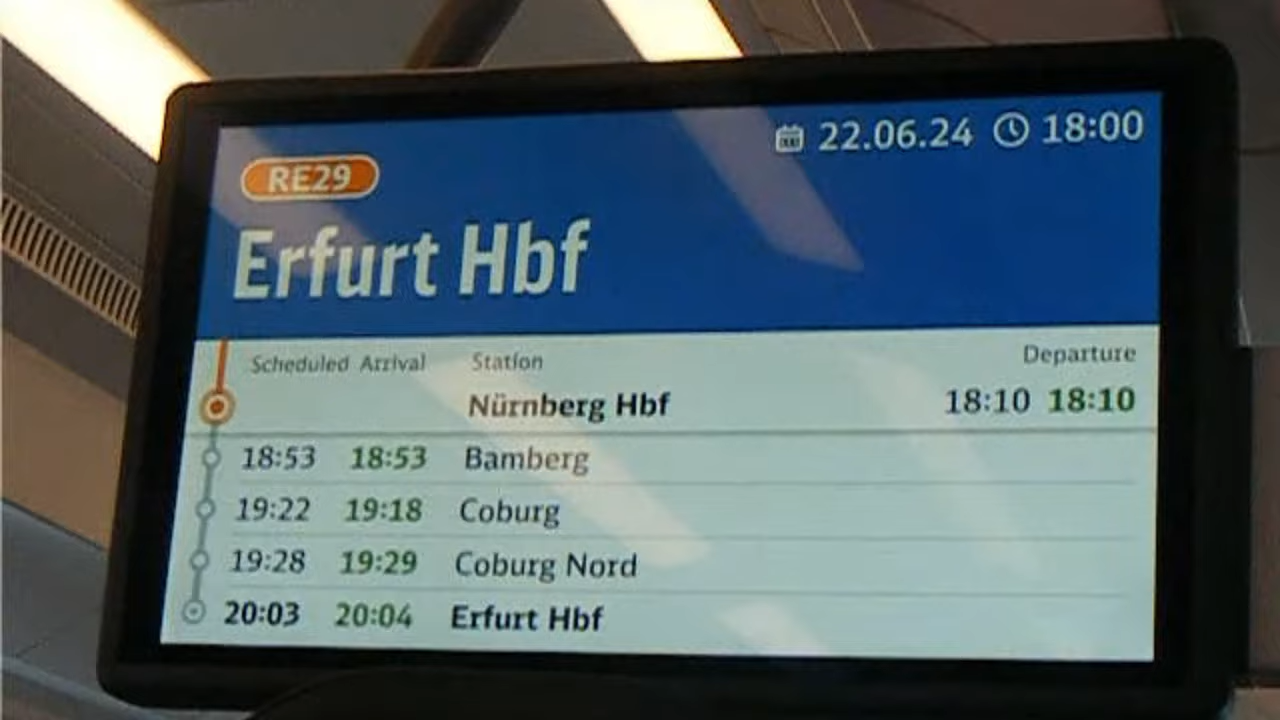 22.06.24 18:00
RE29
Erfurt Hbf
Scheduled Arrival Station Departure
Nürnberg Hbf 18:10 18:10
18:53 18:53 Bamberg
19:22 19:18 Coburg
19:28 19:29 Coburg Nord
20:03 20:04 Erfurt Hbf